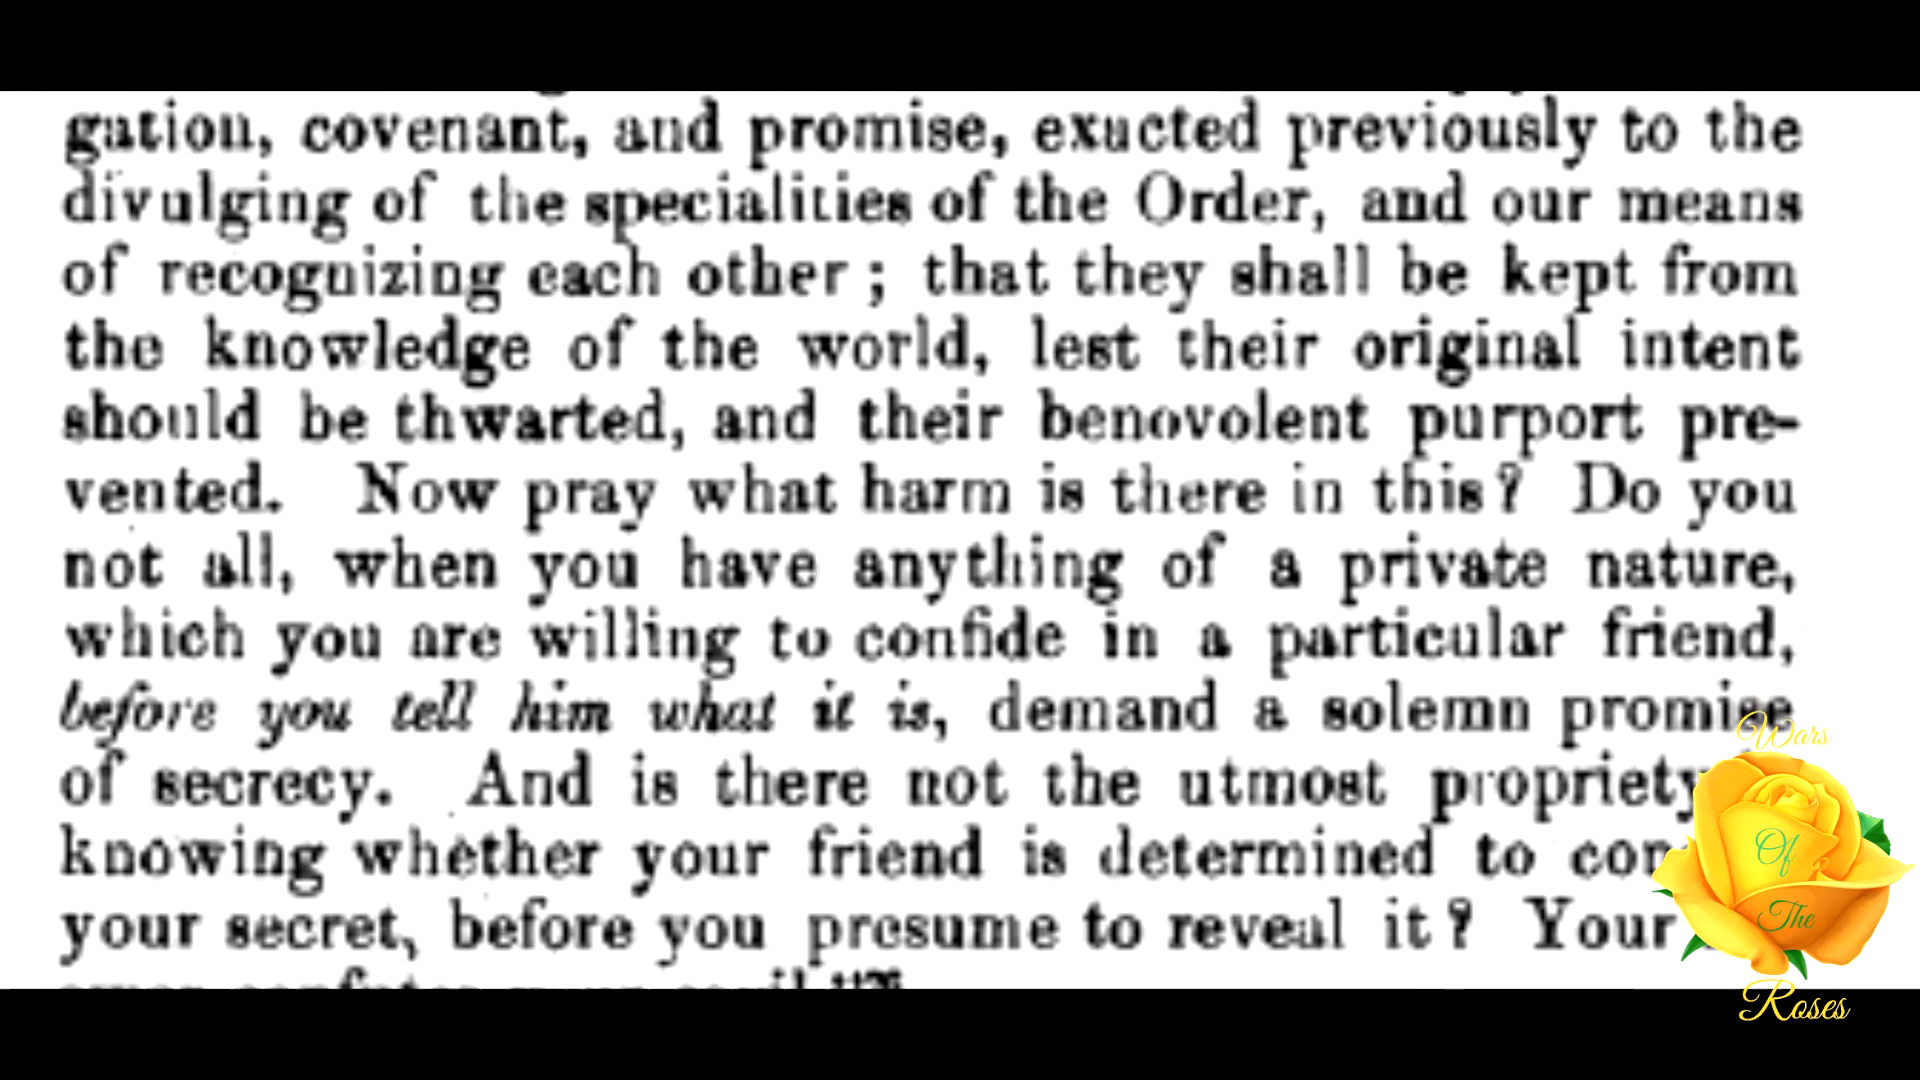 gation, covenant, and promise, exacted previously to the
divulging of the specialities of the Order, and our means
of recognizing each other ; that they shall be kept from
the knowledge of the world, lest their original intent
should be thwarted, and their benovolent purport pre-
vented. Now pray what harm is there in this? Do you
not all, when you have anything of a private nature,
which you are willing to confide in a particular friend,
before you tell him what it is, demand a solemn promise
of secrecy. And is there not the utmost propriety
knowing whether your friend is determined to con
your secret, before you presume to reveal it? Your
Wars
Of
The
Roses